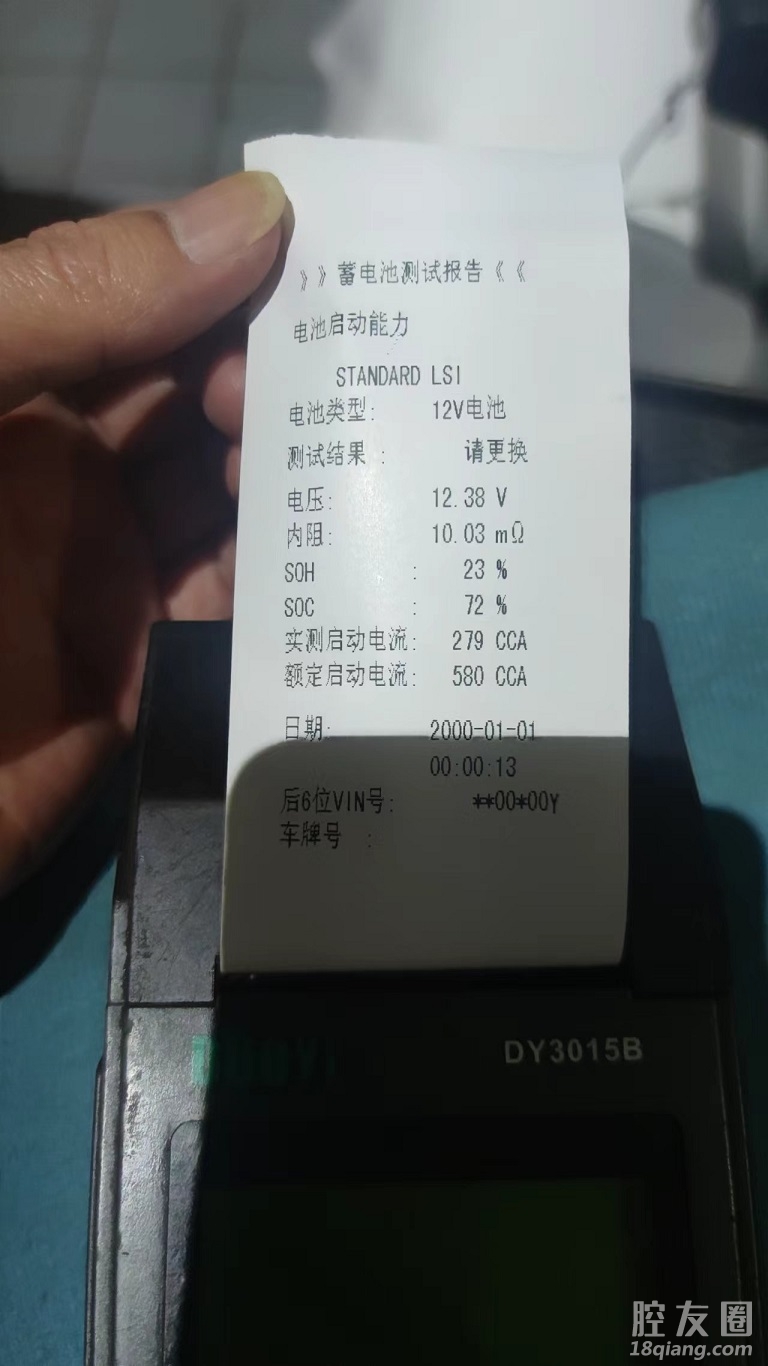 》》蓄电池测试报告《《
电池启动能力
STANDARD LSI
电池类型: 12V电池
测试结果 : 请更换
电压: 12.38 V
内阻: 10.03 mΩ
SOH : 23 %
SOC : 72 %
实测启动电流: 279 CCA
额定启动电流: 580 CCA
日期: 2000-01-01
00:00:13
后6位VIN号: **00*00Y
车牌号 :
DY3015B
腔友圈
18qiang.com